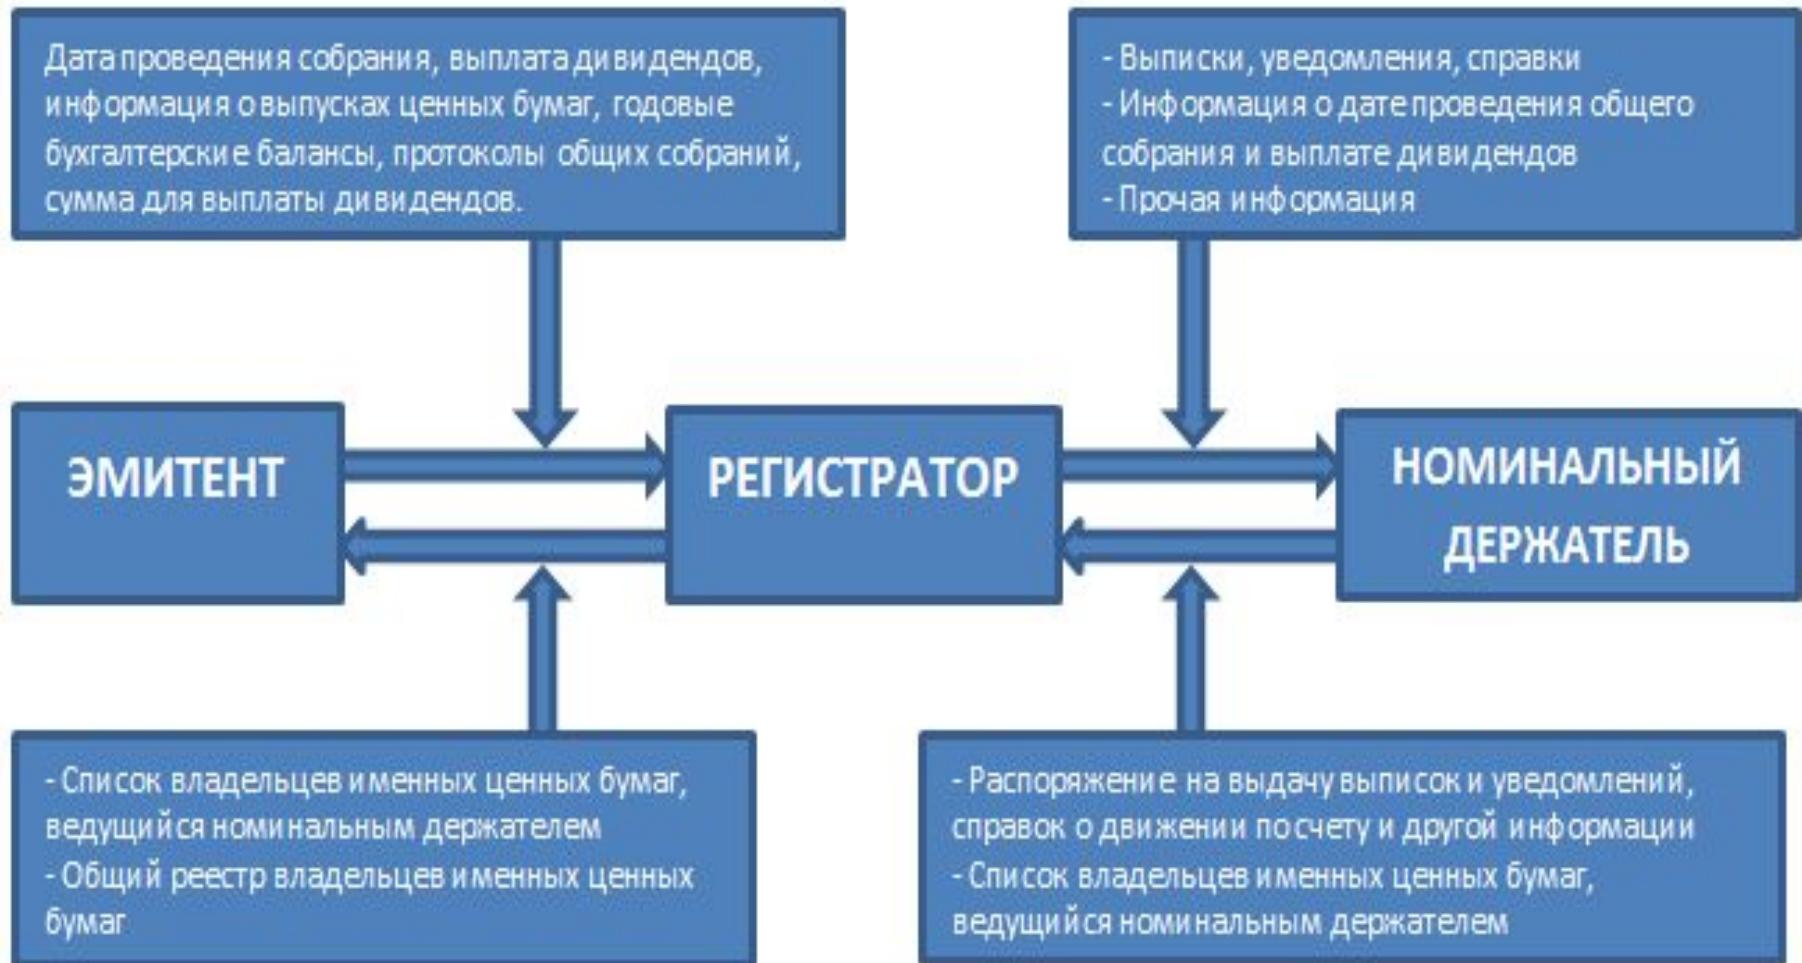 Дата проведения собрания, выплата дивидендов,
информация о выпусках ценных бумаг, годовые
бухгалтерские балансы, протоколы общих собраний,
сумма для выплаты дивидендов.
- Выписки, уведомления, справки
- Информация о дате проведения общего
собрания и выплате дивидендов
- Прочая информация
ЭМИТЕНТ
РЕГИСТРАТОР
НОМИНАЛЬНЫЙ
ДЕРЖАТЕЛЬ
- Список владельцев именных ценных бумаг,
ведущийся номинальным держателем
- Общий реестр владельцев именных ценных
бумаг
- Распоряжение на выдачу выписок и уведомлений,
справок о движении по счету и другой информации
- Список владельцев именных ценных бумаг,
ведущийся номинальным держателем